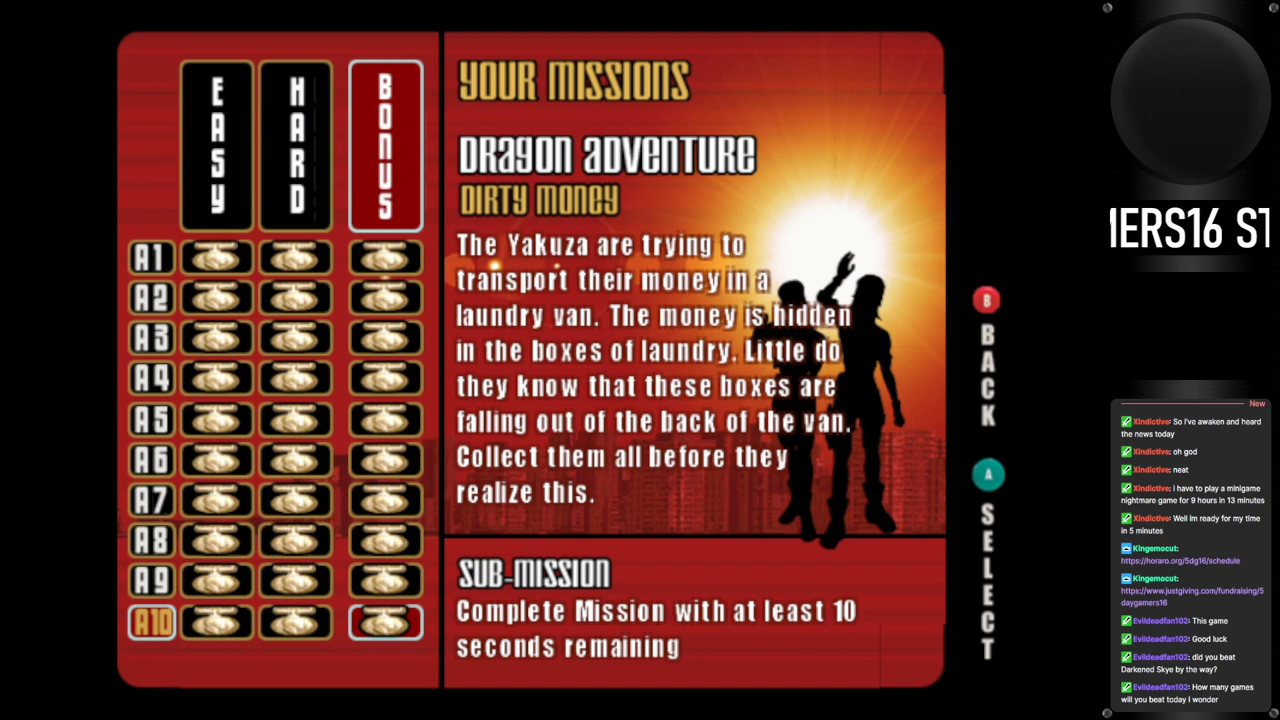 EASY
HARD
BONUS
A1
A2
A3
A4
A5
A6
A7
A8
A9
A10
YOUR MISSIONS
DRAGON ADVENTURE
DIRTY MONEY
The Yakuza are trying to
transport their money in a
laundry van. The money is hidden
in the boxes of laundry. Little do
they know that these boxes are
falling out of the back of the van.
Collect them all before they
realize this.
SUB-MISSION
Complete Mission with at least 10
seconds remaining
B
BACK
A
SELECT
MERS16 ST
New
Xindictive: So I've awaken and heard
the news today
Xindictive: oh god
Xindictive: neat
Xindictive: I have to play a minigame
nightmare game for 9 hours in 13 minutes
Xindictive: Well im ready for my time
in 5 minutes
Kingemocut:
https://horaro.org/5dg16/schedule
Kingemocut:
https://www.justgiving.com/fundraising/5
daygamers16
Evildeadfan102: This game
Evildeadfan102: Good luck
Evildeadfan102: did you beat
Darkened Skye by the way?
Evildeadfan102: How many games
will you beat today I wonder